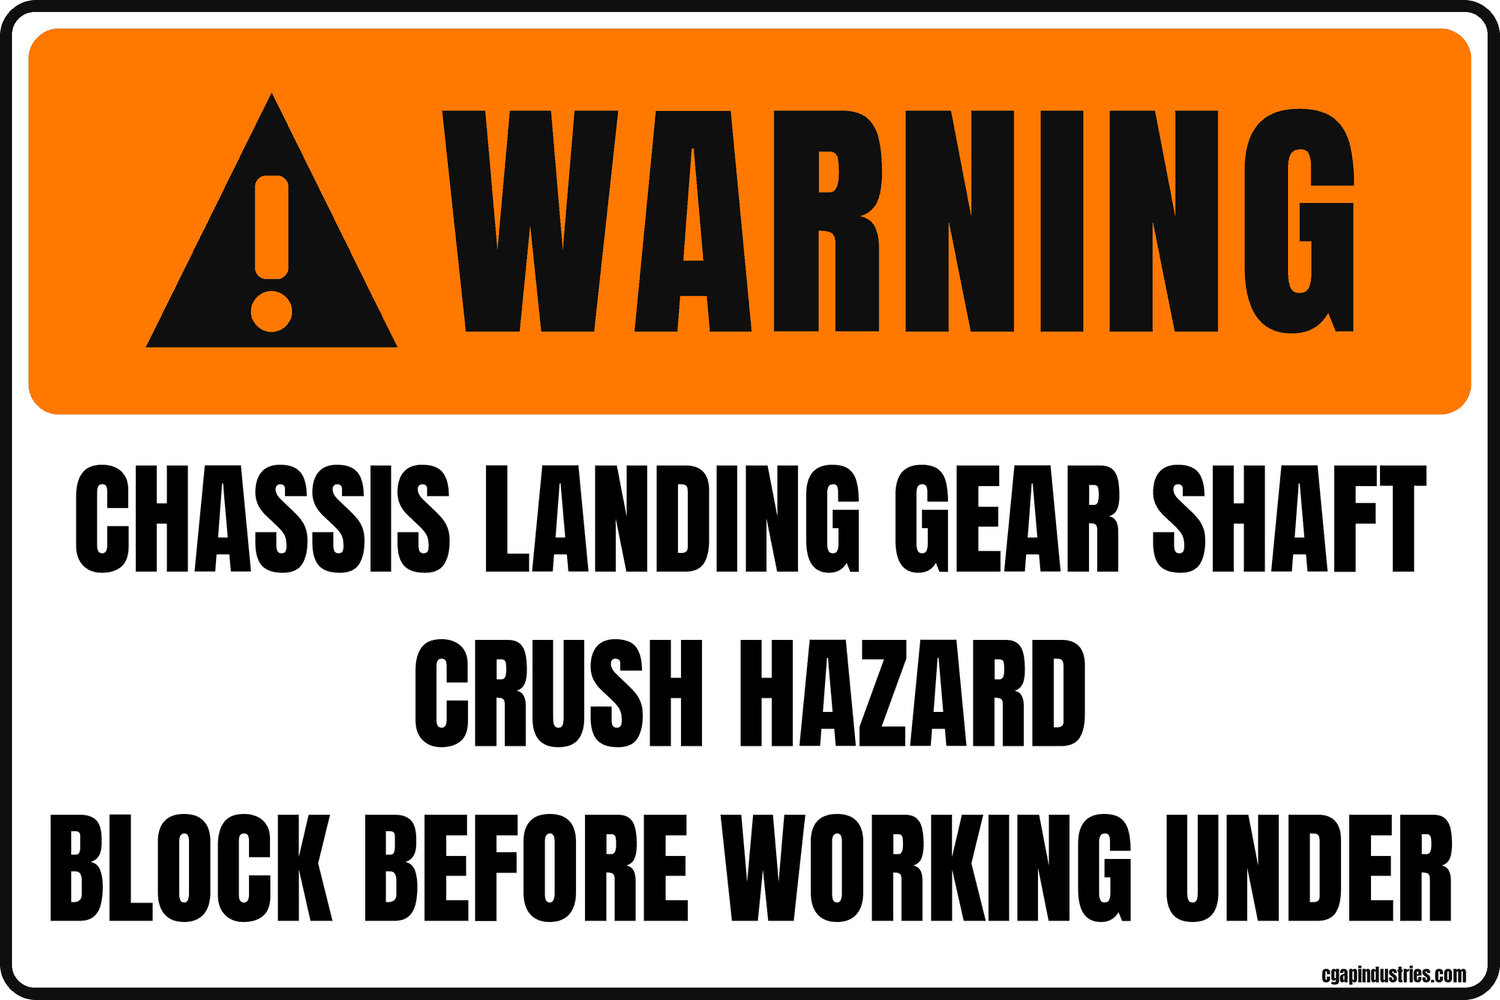 WARNING
CHASSIS LANDING GEAR SHAFT
CRUSH HAZARD
BLOCK BEFORE WORKING UNDER
cgapindustries.com